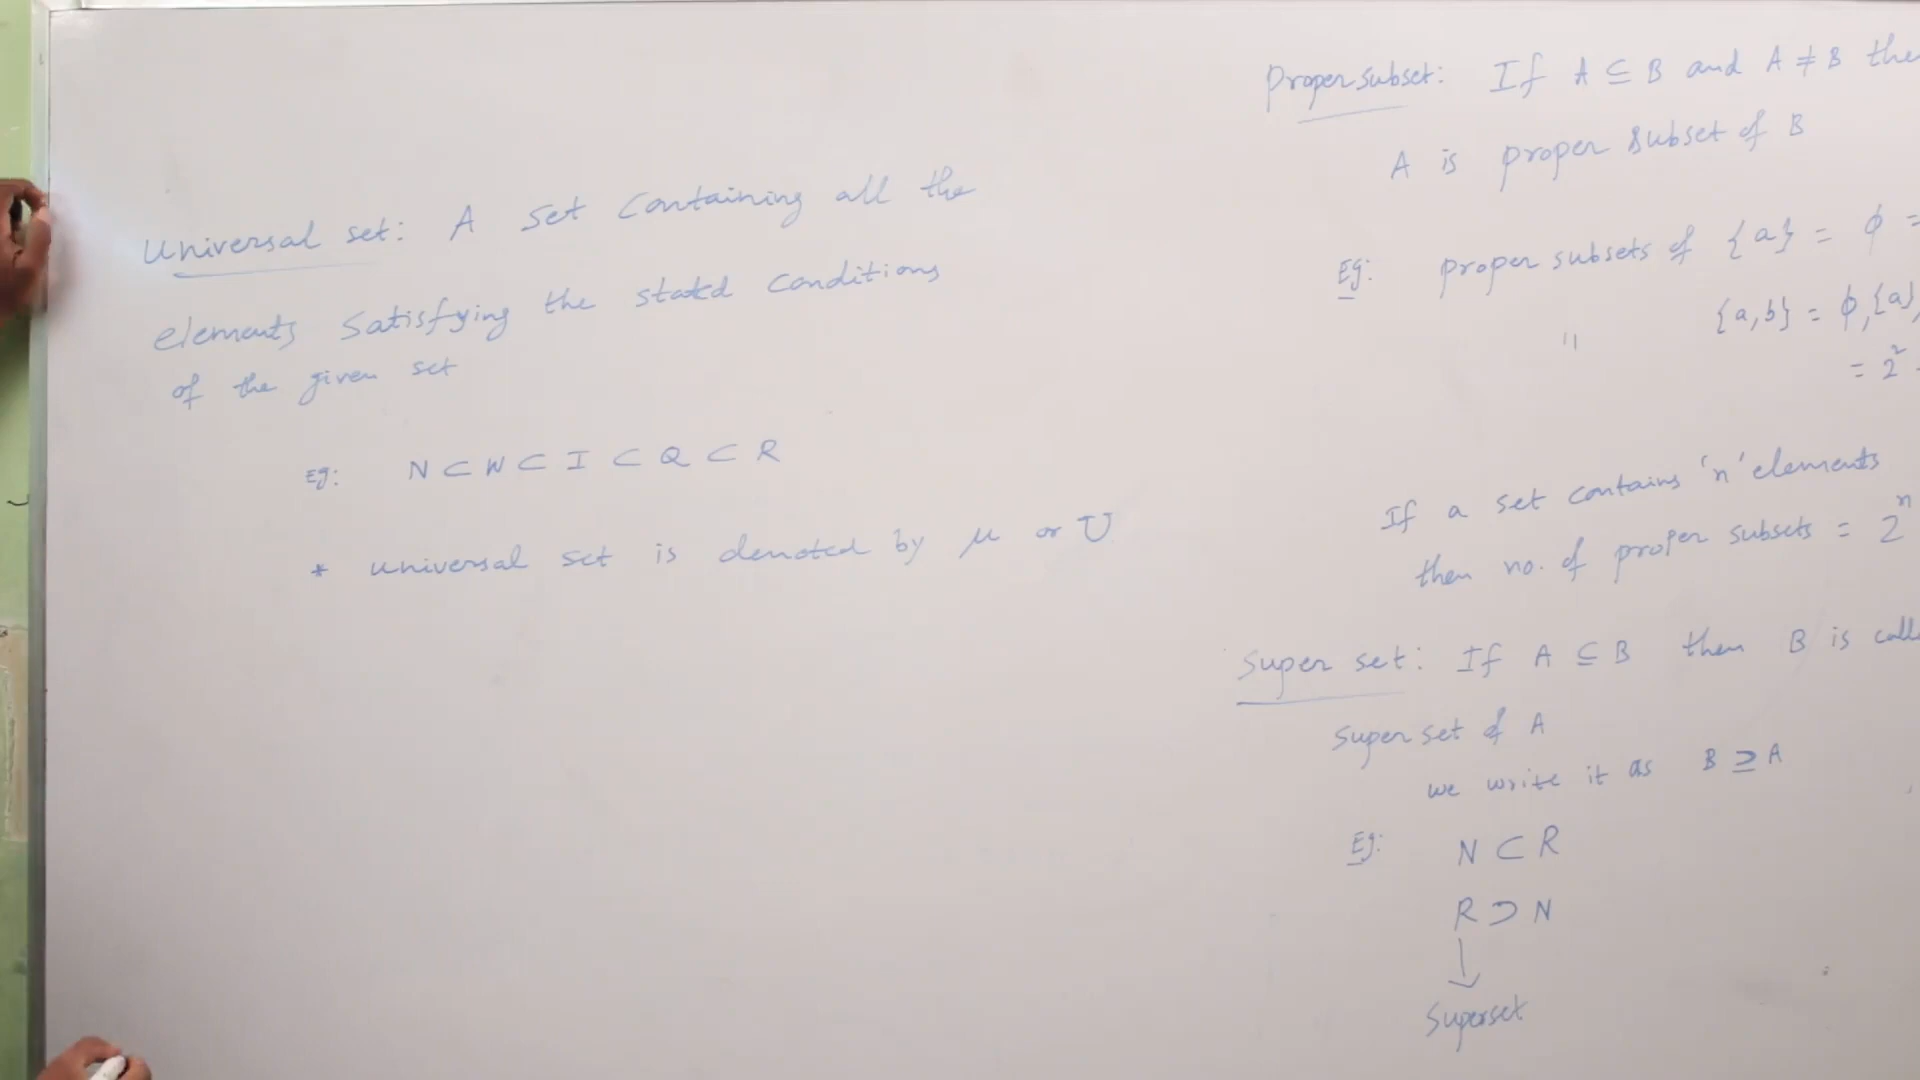 Universal set: A set containing all the
elements satisfying the stated conditions
of the given set
Eg: N ⊂ W ⊂ I ⊂ Q ⊂ R
* universal set is denoted by μ or U
Proper subset: If A ⊆ B and A ≠ B the
A is proper subset of B
Eg: proper subsets of {a} = ϕ =
" {a,b} = ϕ, {a},
= 2²
If a set contains 'n' elements
then no. of proper subsets = 2ⁿ
Super set: If A ⊆ B then B is calle
Super set of A
we write it as B ⊇ A
Eg: N ⊂ R
R ⊃ N
↓
Superset